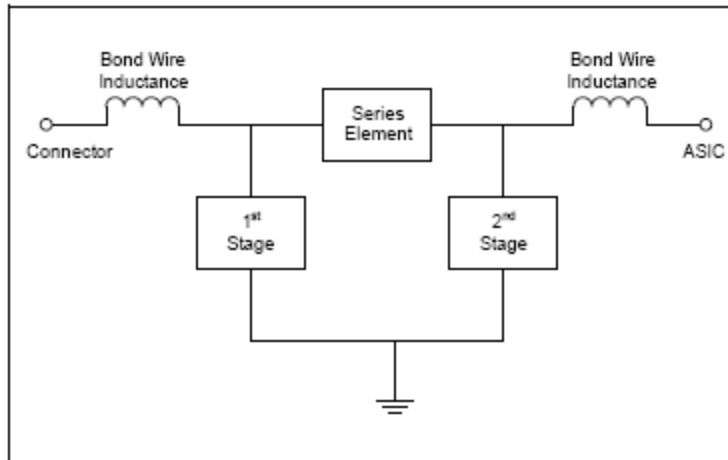 Bond Wire
Inductance
Bond Wire
Inductance
Series
Element
Connector
ASIC
1st
Stage
2nd
Stage